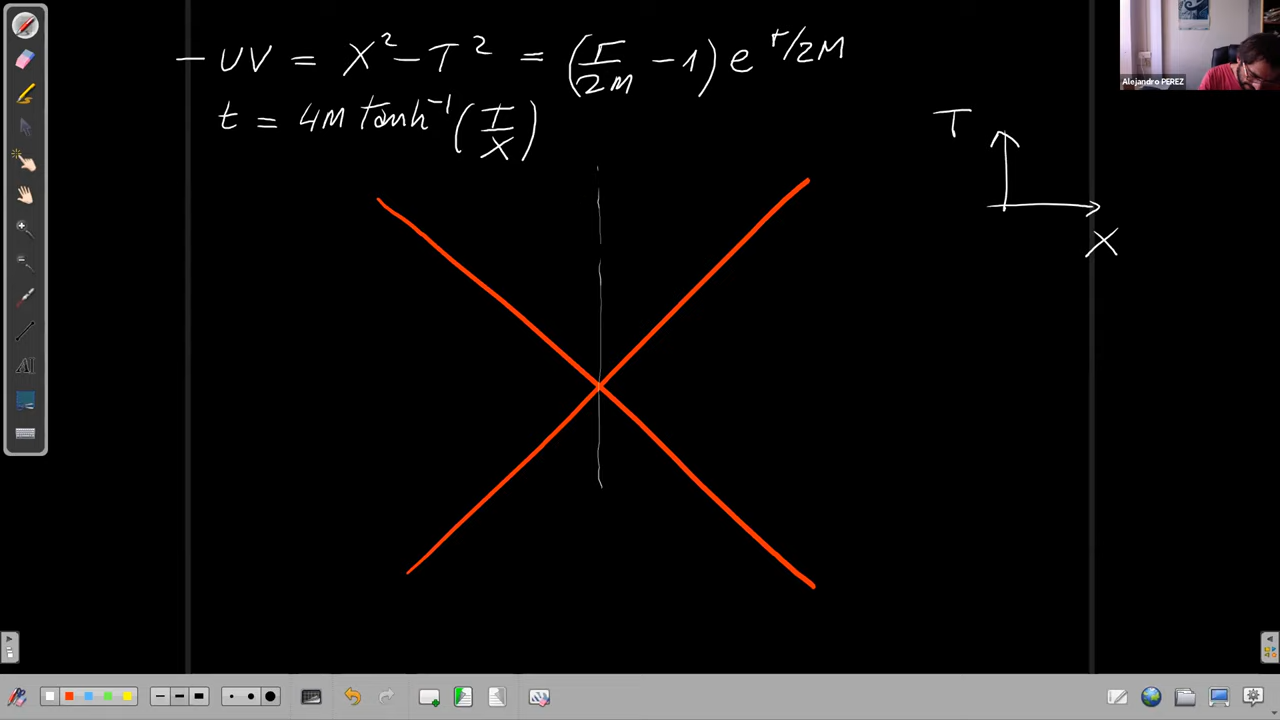 - UV = X² - T² = (r/2M - 1) e^{r/2M}
t = 4M tanh⁻¹(T/X)
Alejandro PEREZ
T
X